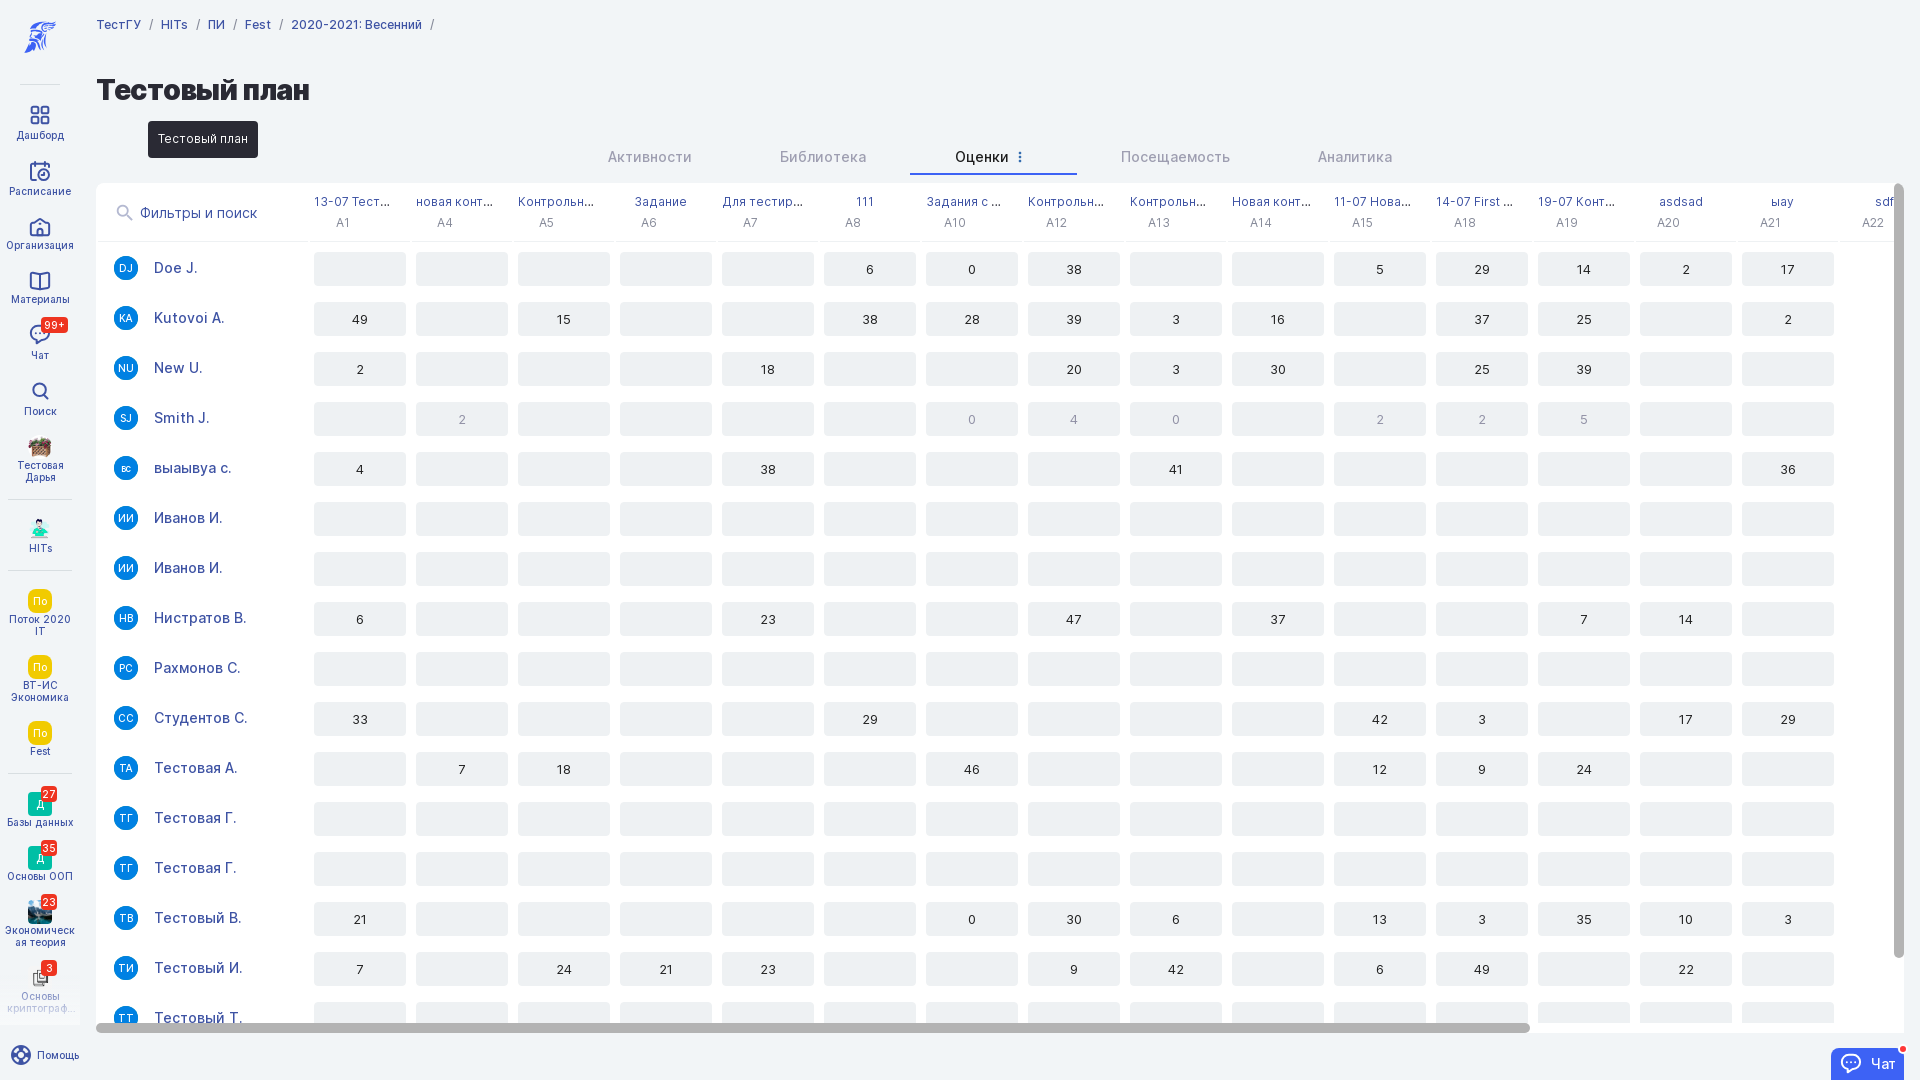 ТестГУ / HITs / ПИ / Fest / 2020-2021: Весенний /
Тестовый план
Тестовый план
Активности Библиотека Оценки Посещаемость Аналитика
Дашборд
Расписание
Организация
Материалы
99+
Чат
Поиск
Тестовая
Дарья
HITs
По
Поток 2020
IT
По
ВТ-ИС
Экономика
По
Fest
27
Д
Базы данных
35
Д
Основы ООП
23
Экономическ
ая теория
3
Основы
криптограф...
Помощь
Фильтры и поиск
13-07 Тест... новая конт... Контрольн... Задание Для тестир... 111 Задания с ... Контрольн... Контрольн... Новая конт... 11-07 Нова... 14-07 First ... 19-07 Конт... asdsad ыау sdf
A1 A4 A5 A6 A7 A8 A10 A12 A13 A14 A15 A18 A19 A20 A21 A22
DJ Doe J. 6 0 38 5 29 14 2 17
KA Kutovoi A. 49 15 38 28 39 3 16 37 25 2
NU New U. 2 18 20 3 30 25 39
SJ Smith J. 2 0 4 0 2 2 5
вс выаывуа с. 4 38 41 36
ИИ Иванов И.
ИИ Иванов И.
НВ Нистратов В. 6 23 47 37 7 14
РС Рахмонов С.
СС Студентов С. 33 29 42 3 17 29
ТА Тестовая А. 7 18 46 12 9 24
ТГ Тестовая Г.
ТГ Тестовая Г.
ТВ Тестовый В. 21 0 30 6 13 3 35 10 3
ТИ Тестовый И. 7 24 21 23 9 42 6 49 22
ТТ Тестовый Т.
Чат